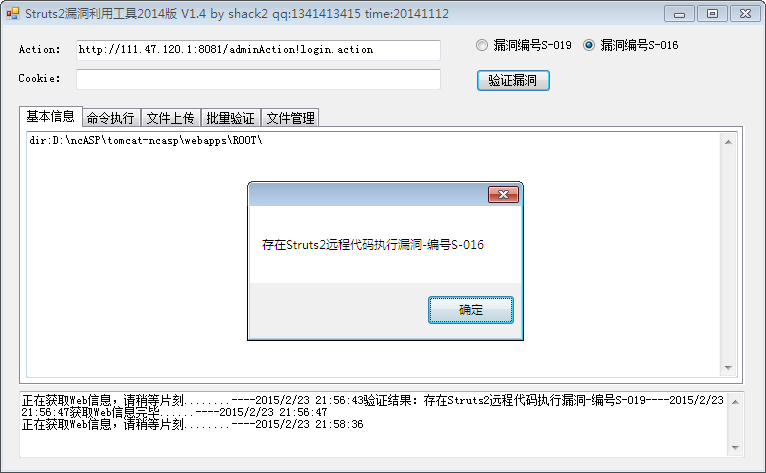 Struts2漏洞利用工具2014版 V1.4 by shack2 qq:1341413415 time:20141112
Action: http://111.47.120.1:8081/adminAction!login.action 漏洞编号S-019 漏洞编号S-016
Cookie: 验证漏洞
基本信息 命令执行 文件上传 批量验证 文件管理
dir:D:\ncASP\tomcat-ncasp\webapps\ROOT\
存在Struts2远程代码执行漏洞-编号S-016
确定
正在获取Web信息，请稍等片刻........----2015/2/23 21:56:43验证结果：存在Struts2远程代码执行漏洞-编号S-019----2015/2/23
21:56:47获取Web信息完毕......----2015/2/23 21:56:47
正在获取Web信息，请稍等片刻........----2015/2/23 21:58:36